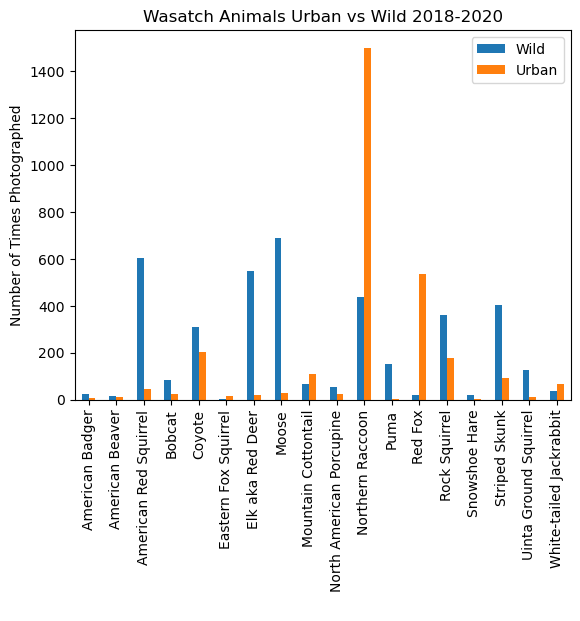 Wasatch Animals Urban vs Wild 2018-2020
Wild
Urban
Number of Times Photographed
1400
1200
1000
800
600
400
200
0
American Badger
American Beaver
American Red Squirrel
Bobcat
Coyote
Eastern Fox Squirrel
Elk aka Red Deer
Moose
Mountain Cottontail
North American Porcupine
Northern Raccoon
Puma
Red Fox
Rock Squirrel
Snowshoe Hare
Striped Skunk
Uinta Ground Squirrel
White-tailed Jackrabbit